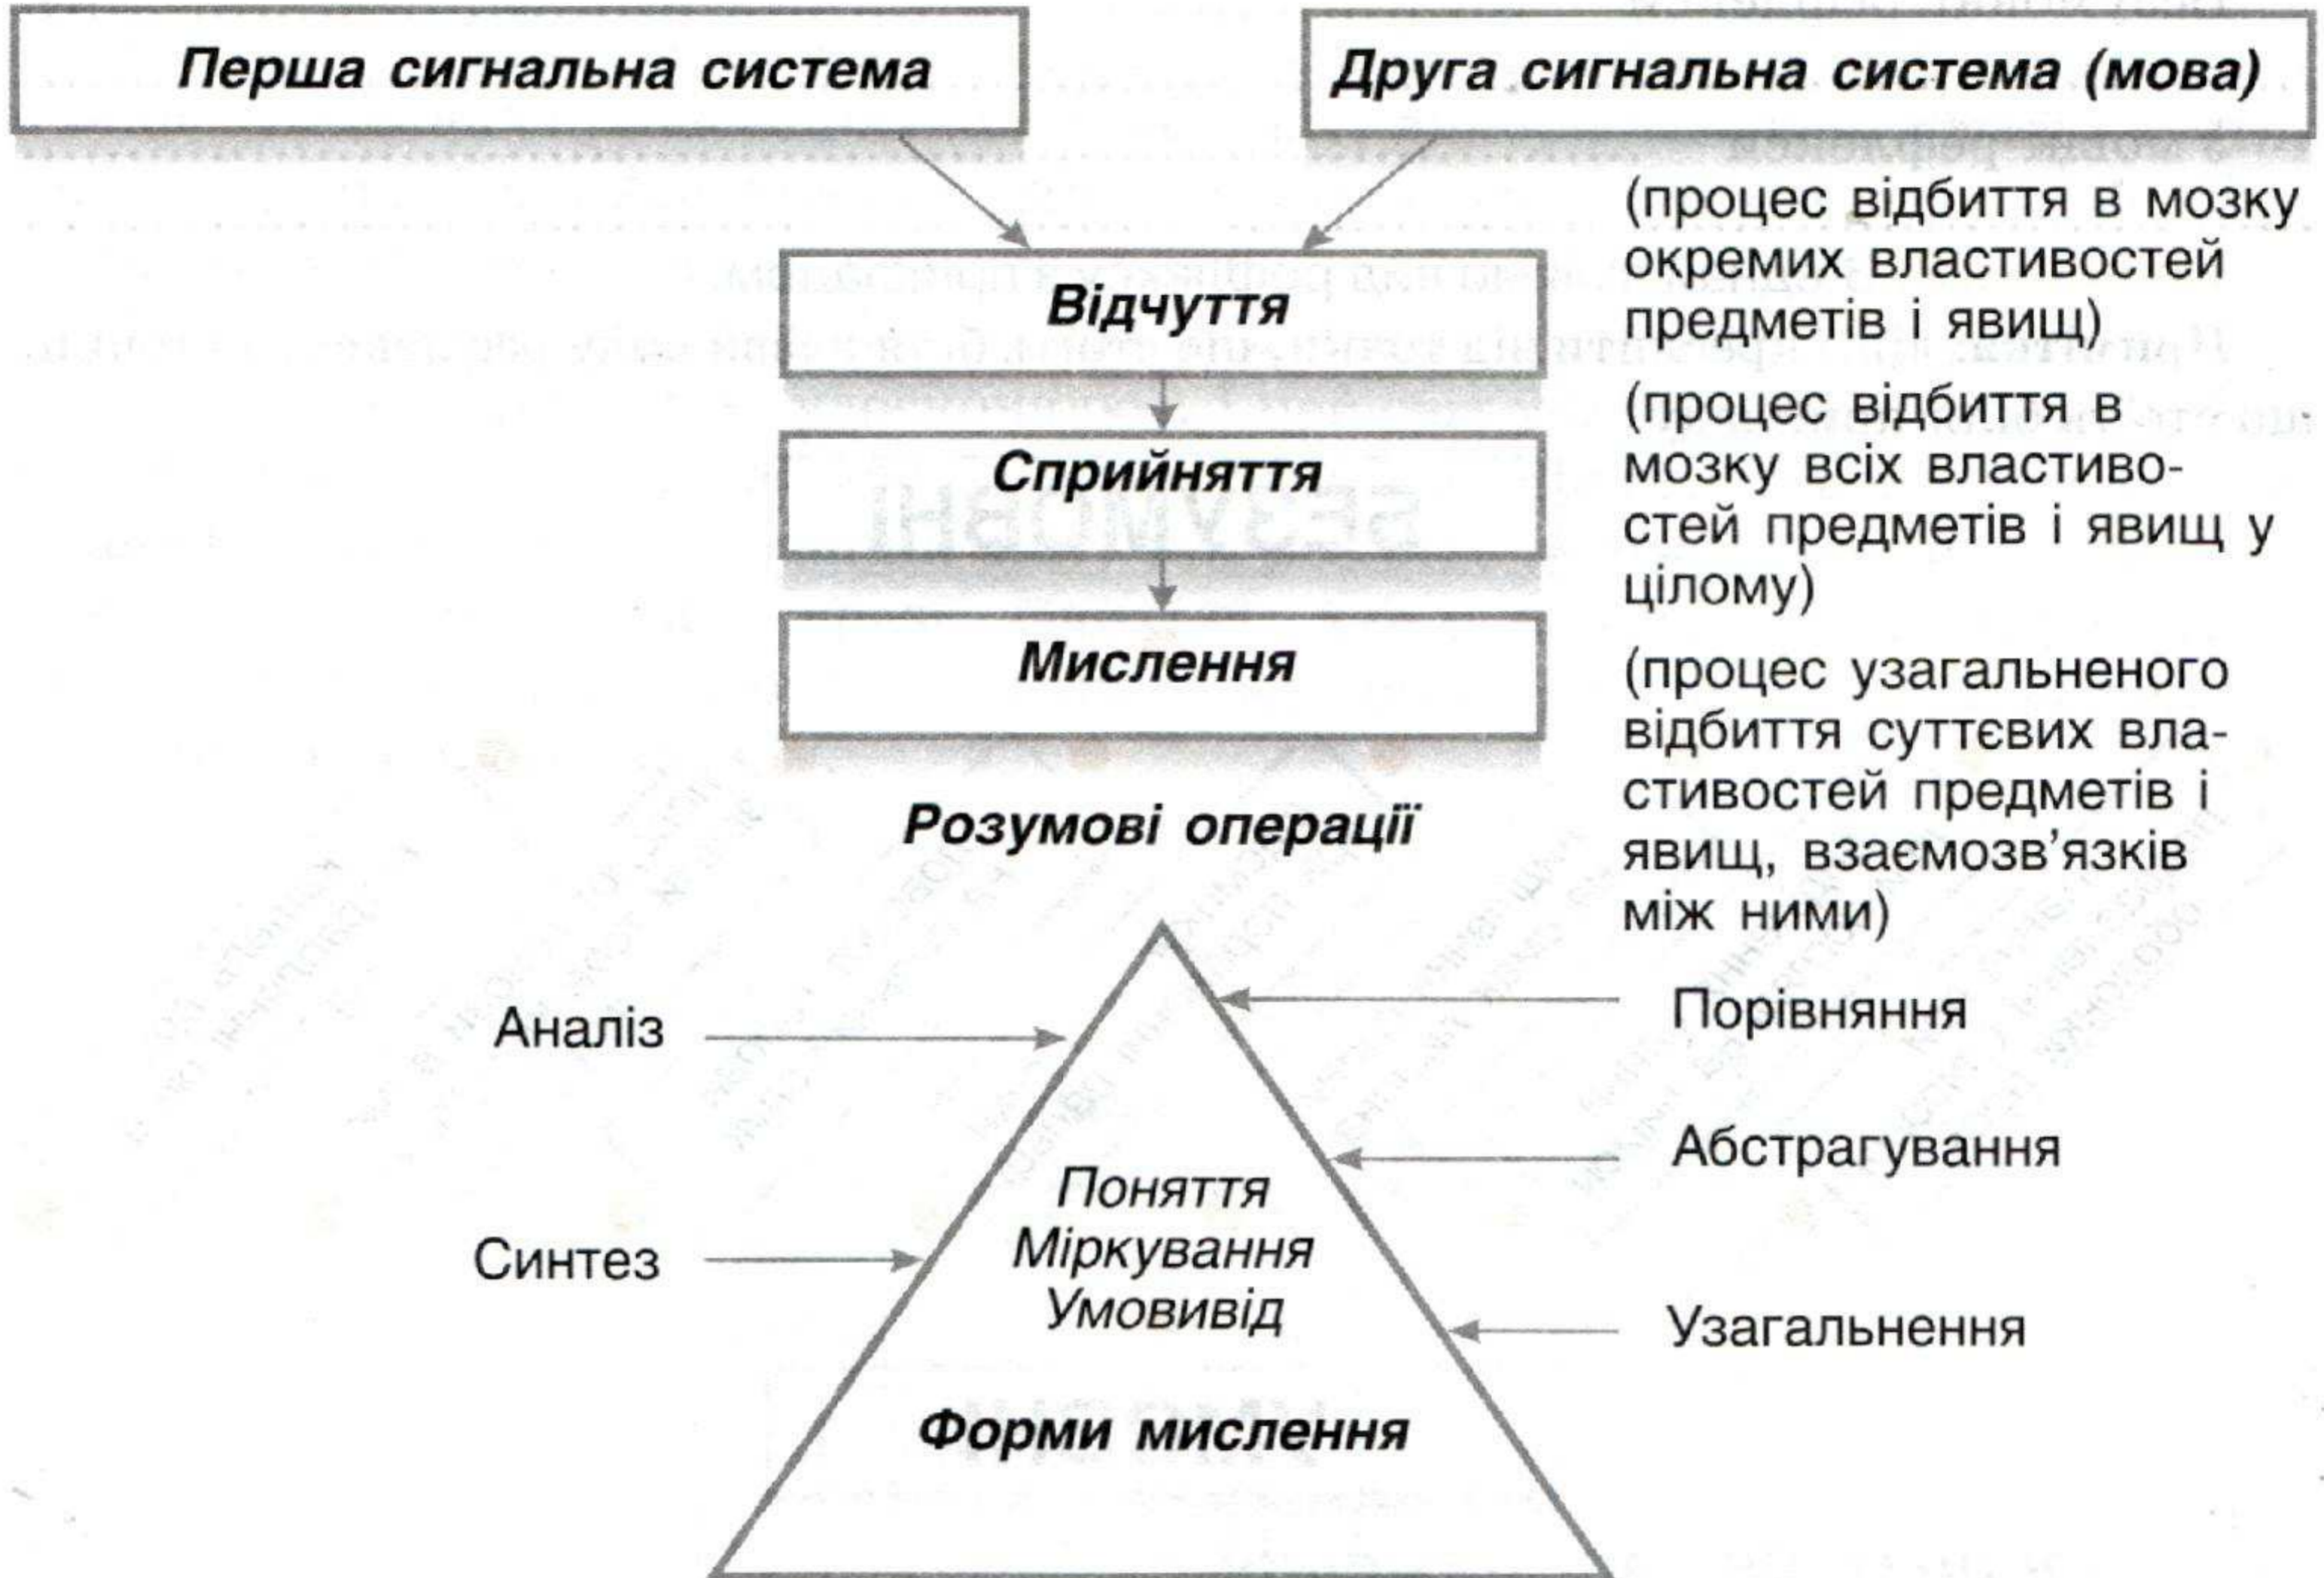 Перша сигнальна система
Друга сигнальна система (мова)
Відчуття
(процес відбиття в мозку
окремих властивостей
предметів і явищ)
Сприйняття
(процес відбиття в
мозку всіх властиво-
стей предметів і явищ у
цілому)
Мислення
(процес узагальненого
відбиття суттєвих вла-
стивостей предметів і
явищ, взаємозв'язків
між ними)
Розумові операції
Аналіз
Синтез
Порівняння
Абстрагування
Узагальнення
Поняття
Міркування
Умовивід
Форми мислення
БЕЗУМОВНІ